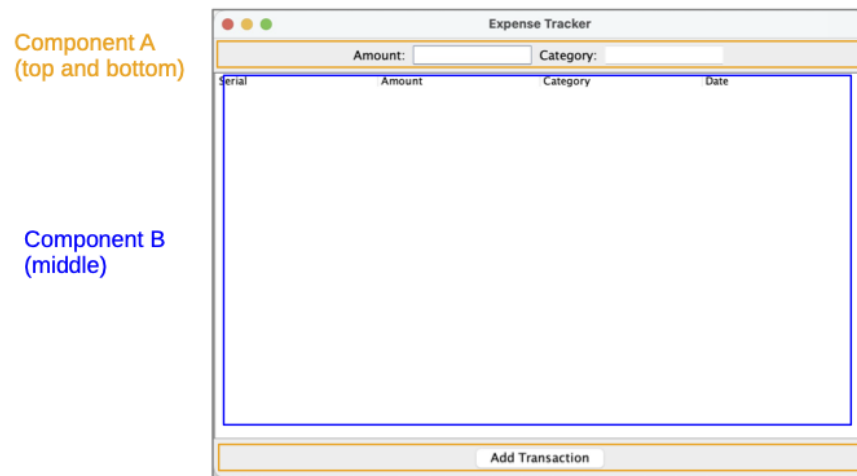 Expense Tracker
Component A
(top and bottom)
Amount: Category:
Serial Amount Category Date
Component B
(middle)
Add Transaction